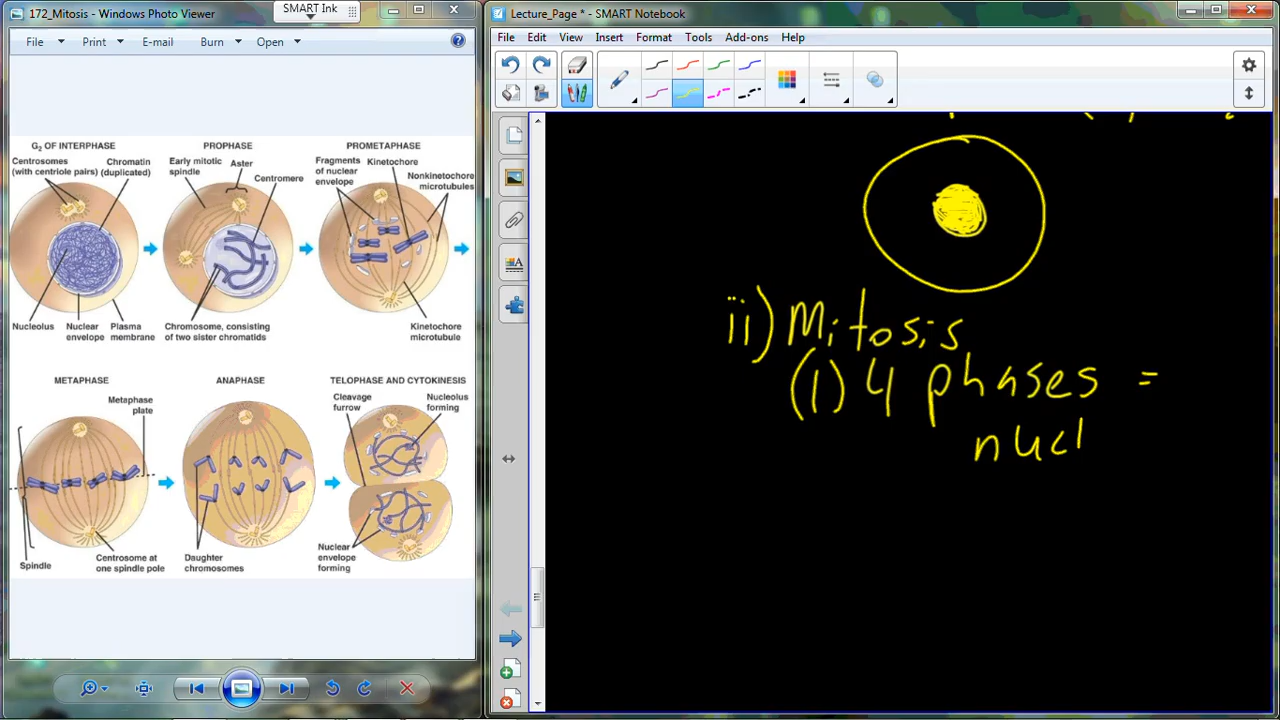 172_Mitosis - Windows Photo Viewer
SMART Ink
File Print E-mail Burn Open
G2 OF INTERPHASE
PROPHASE
PROMETAPHASE
Centrosomes
(with centriole pairs)
Chromatin
(duplicated)
Early mitotic
spindle
Aster
Centromere
Fragments
of nuclear
envelope
Kinetochore
Nonkinetochore
microtubules
Nucleolus
Nuclear
envelope
Plasma
membrane
Chromosome, consisting
of two sister chromatids
Kinetochore
microtubule
METAPHASE
ANAPHASE
TELOPHASE AND CYTOKINESIS
Metaphase
plate
Cleavage
furrow
Nucleolus
forming
Spindle
Centrosome at
one spindle pole
Daughter
chromosomes
Nuclear
envelope
forming
Lecture_Page * - SMART Notebook
File Edit View Insert Format Tools Add-ons Help
ii) Mitosis
(1) 4 phases =
nucl